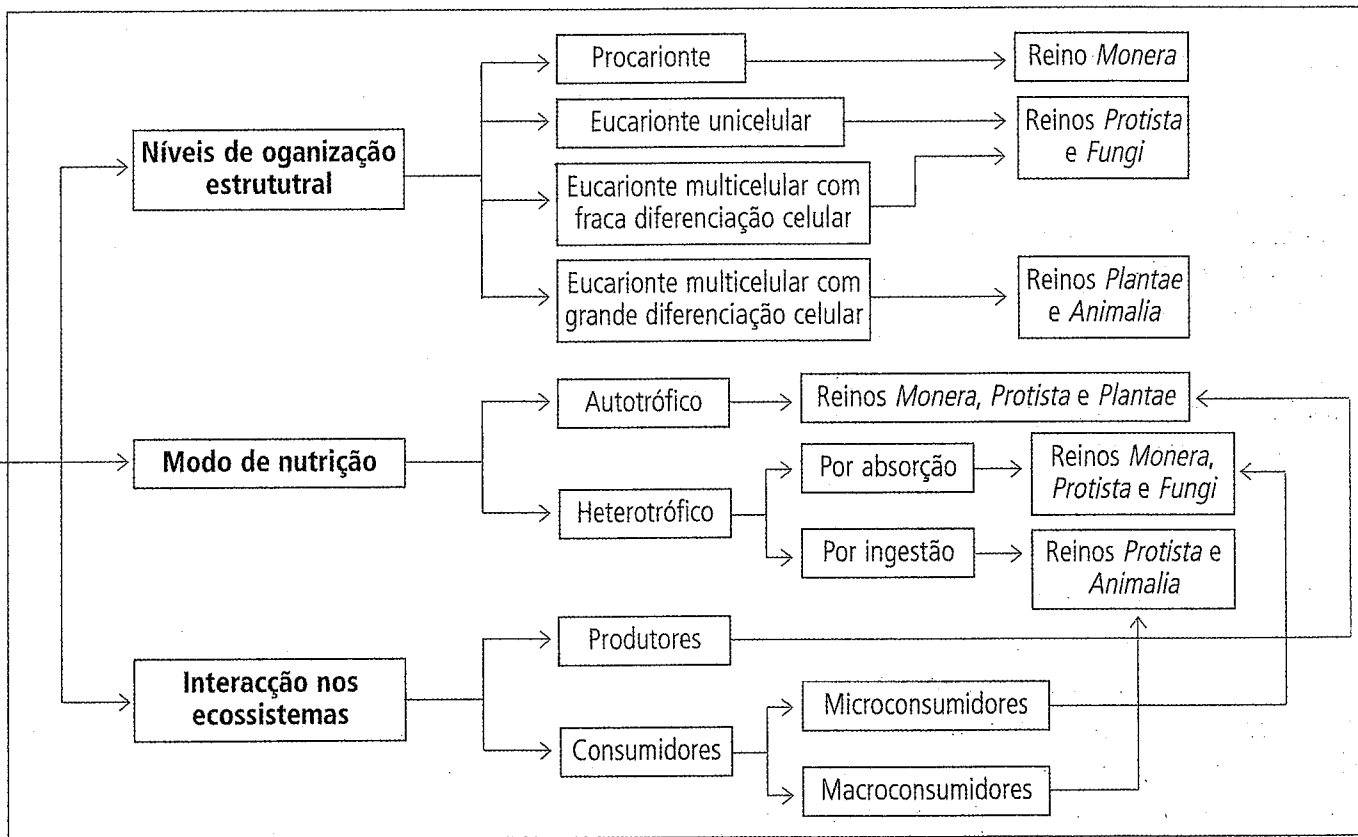 Procarionte
Reino Monera
Eucarionte unicelular
Reinos Protista
e Fungi
Níveis de oganização
estrututral
Eucarionte multicelular com
fraca diferenciação celular
Eucarionte multicelular com
grande diferenciação celular
Reinos Plantae
e Animalia
Autotrófico
Reinos Monera, Protista e Plantae
Modo de nutrição
Por absorção
Reinos Monera,
Protista e Fungi
Heterotrófico
Por ingestão
Reinos Protista e
Animalia
Produtores
Interacção nos
ecossistemas
Microconsumidores
Consumidores
Macroconsumidores